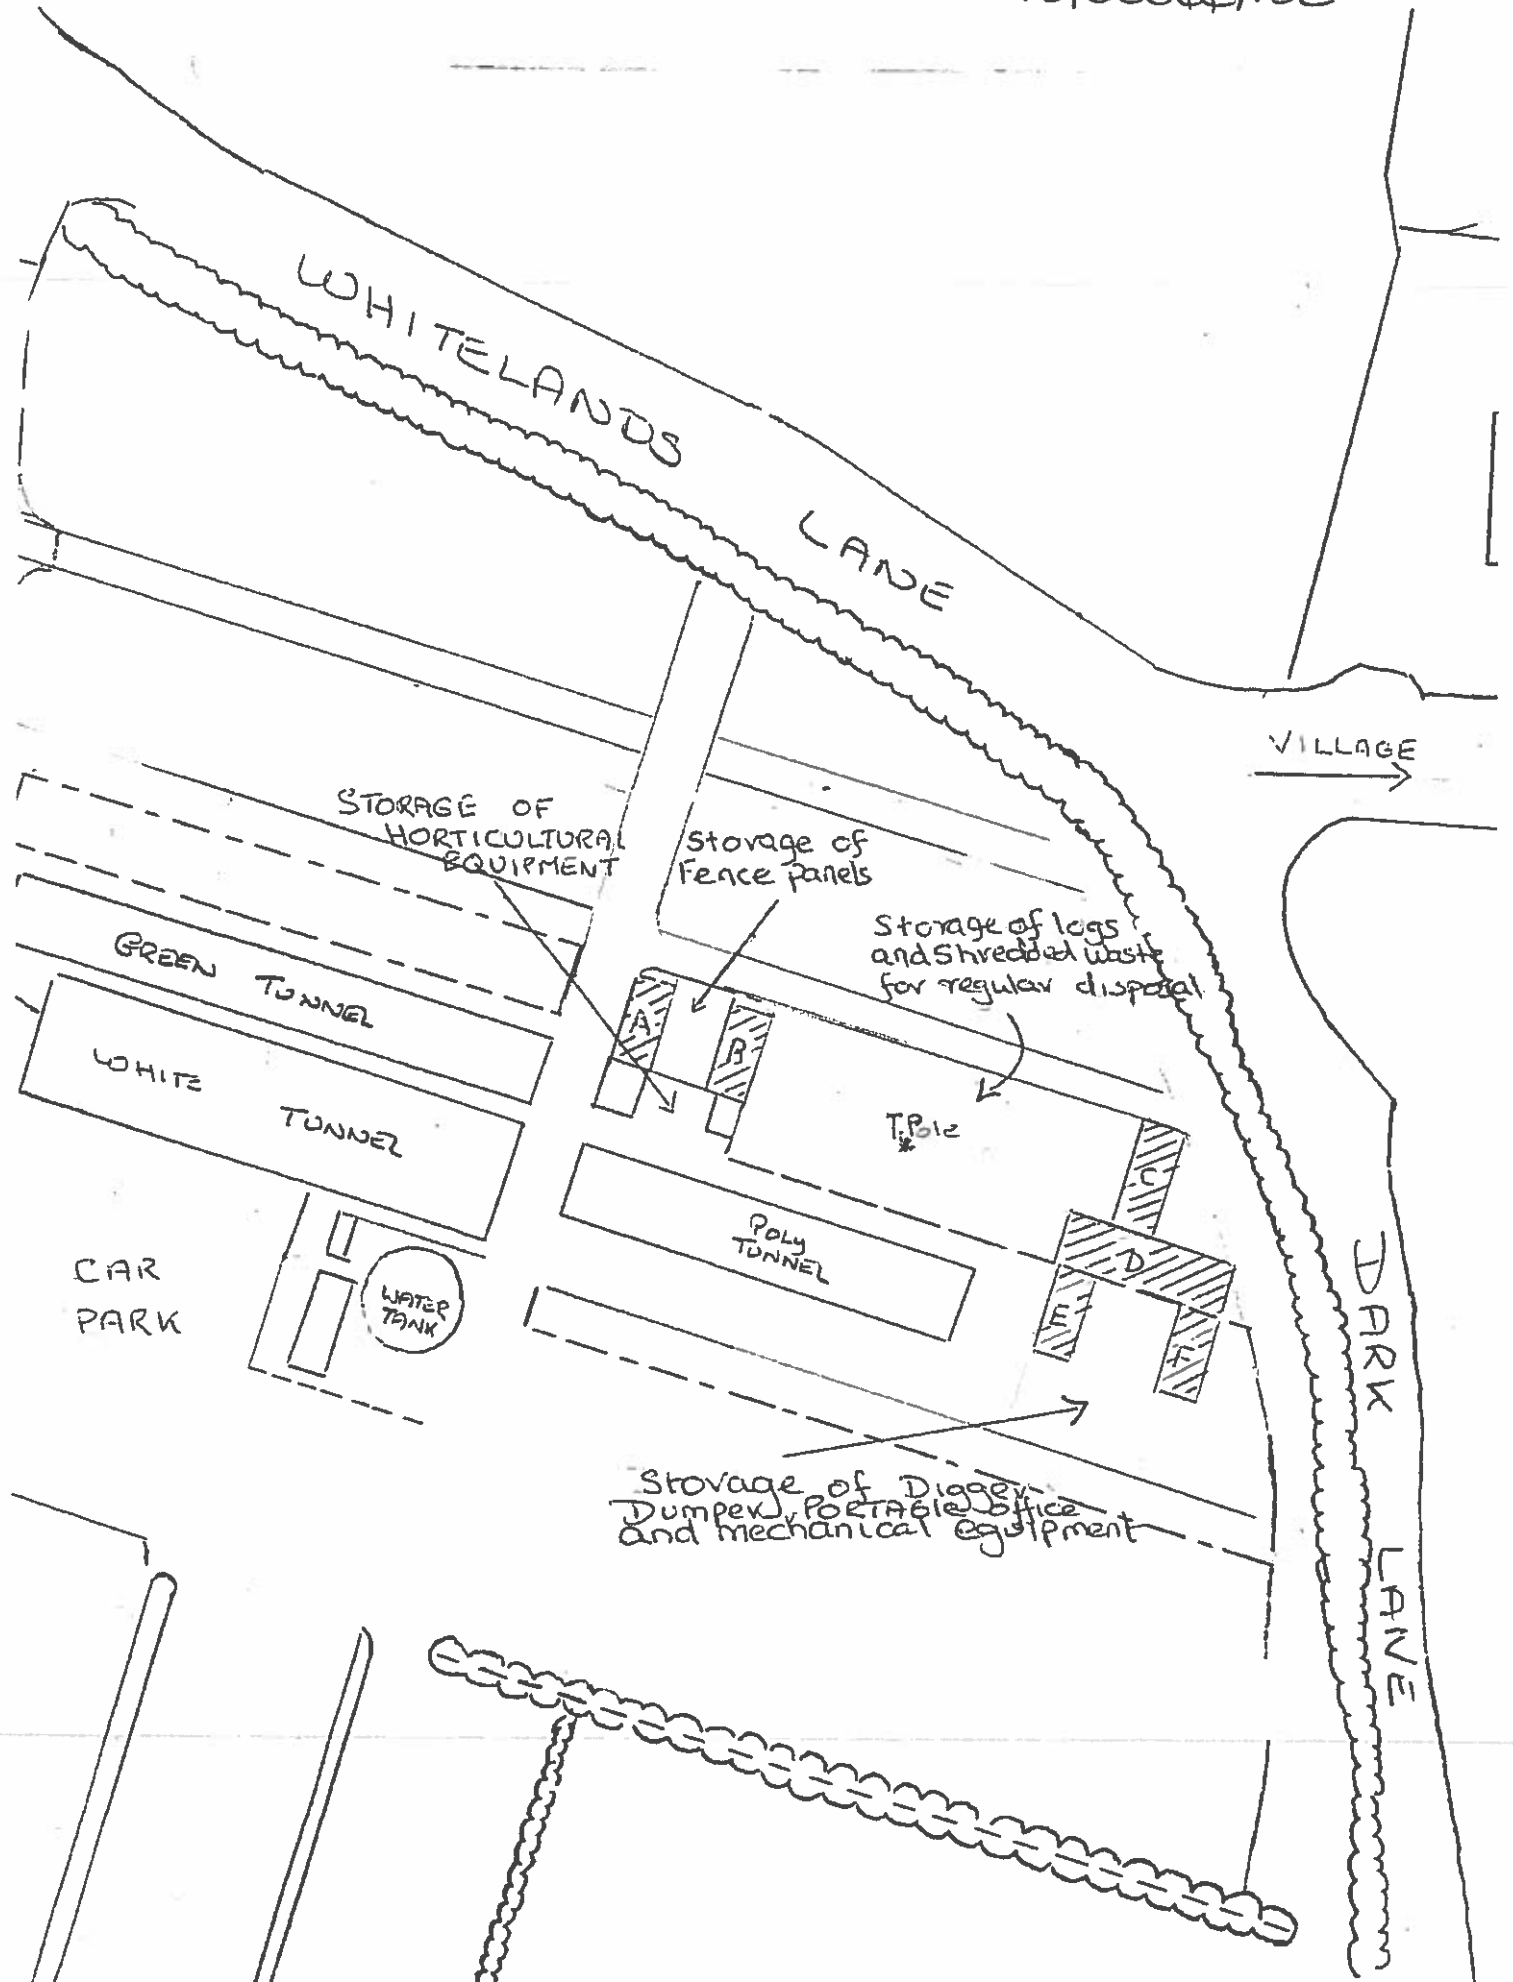 WHITELANDS
LANE
VILLAGE
STORAGE OF
HORTICULTURAL
EQUIPMENT
Storage of
Fence panels
Storage of logs
and Shredded waste
for regular disposal
GREEN TUNNEL
WHITE TUNNEL
A
B
T.Pole
C
D
E
F
POLY
TUNNEL
CAR
PARK
WATER
TANK
DARK
LANE
Storage of Digger,
Dumper, PORTABLE office
and mechanical equipment